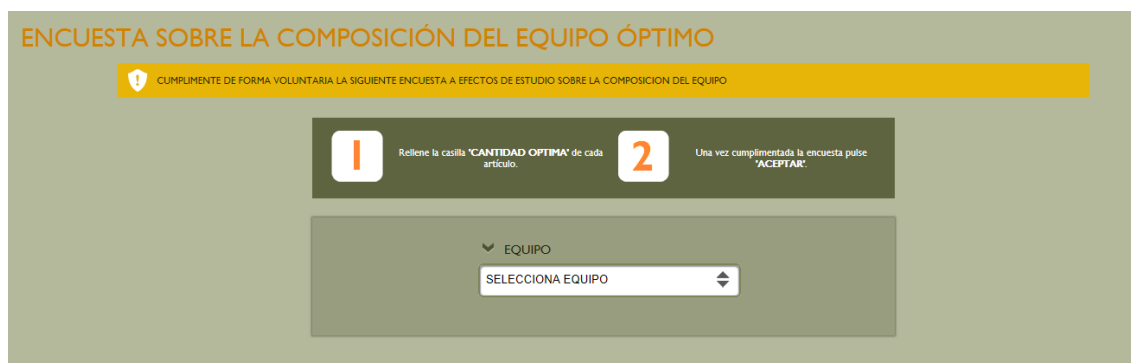 ENCUESTA SOBRE LA COMPOSICIÓN DEL EQUIPO ÓPTIMO
CUMPLIMENTE DE FORMA VOLUNTARIA LA SIGUIENTE ENCUESTA A EFECTOS DE ESTUDIO SOBRE LA COMPOSICION DEL EQUIPO
1
Rellene la casilla "CANTIDAD OPTIMA" de cada
artículo.
2
Una vez cumplimentada la encuesta pulse
"ACEPTAR".
EQUIPO
SELECCIONA EQUIPO